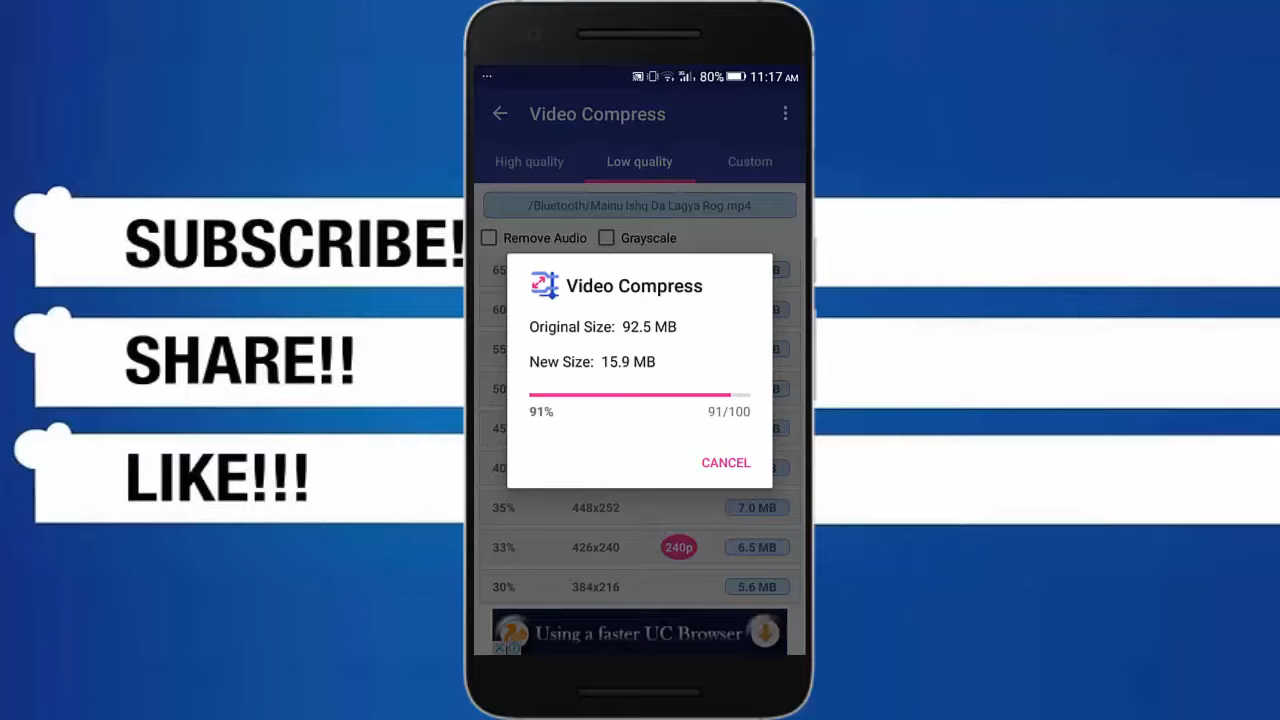 ... 80% 11:17 AM
Video Compress
High quality Low quality Custom
/Bluetooth/Mainu Ishq Da Lagya Rog.mp4
Remove Audio Grayscale
Video Compress
Original Size: 92.5 MB
New Size: 15.9 MB
91% 91/100
CANCEL
35% 448x252 7.0 MB
33% 426x240 240p 6.5 MB
30% 384x216 5.6 MB
Using a faster UC Browser
SUBSCRIBE!
SHARE!!
LIKE!!!